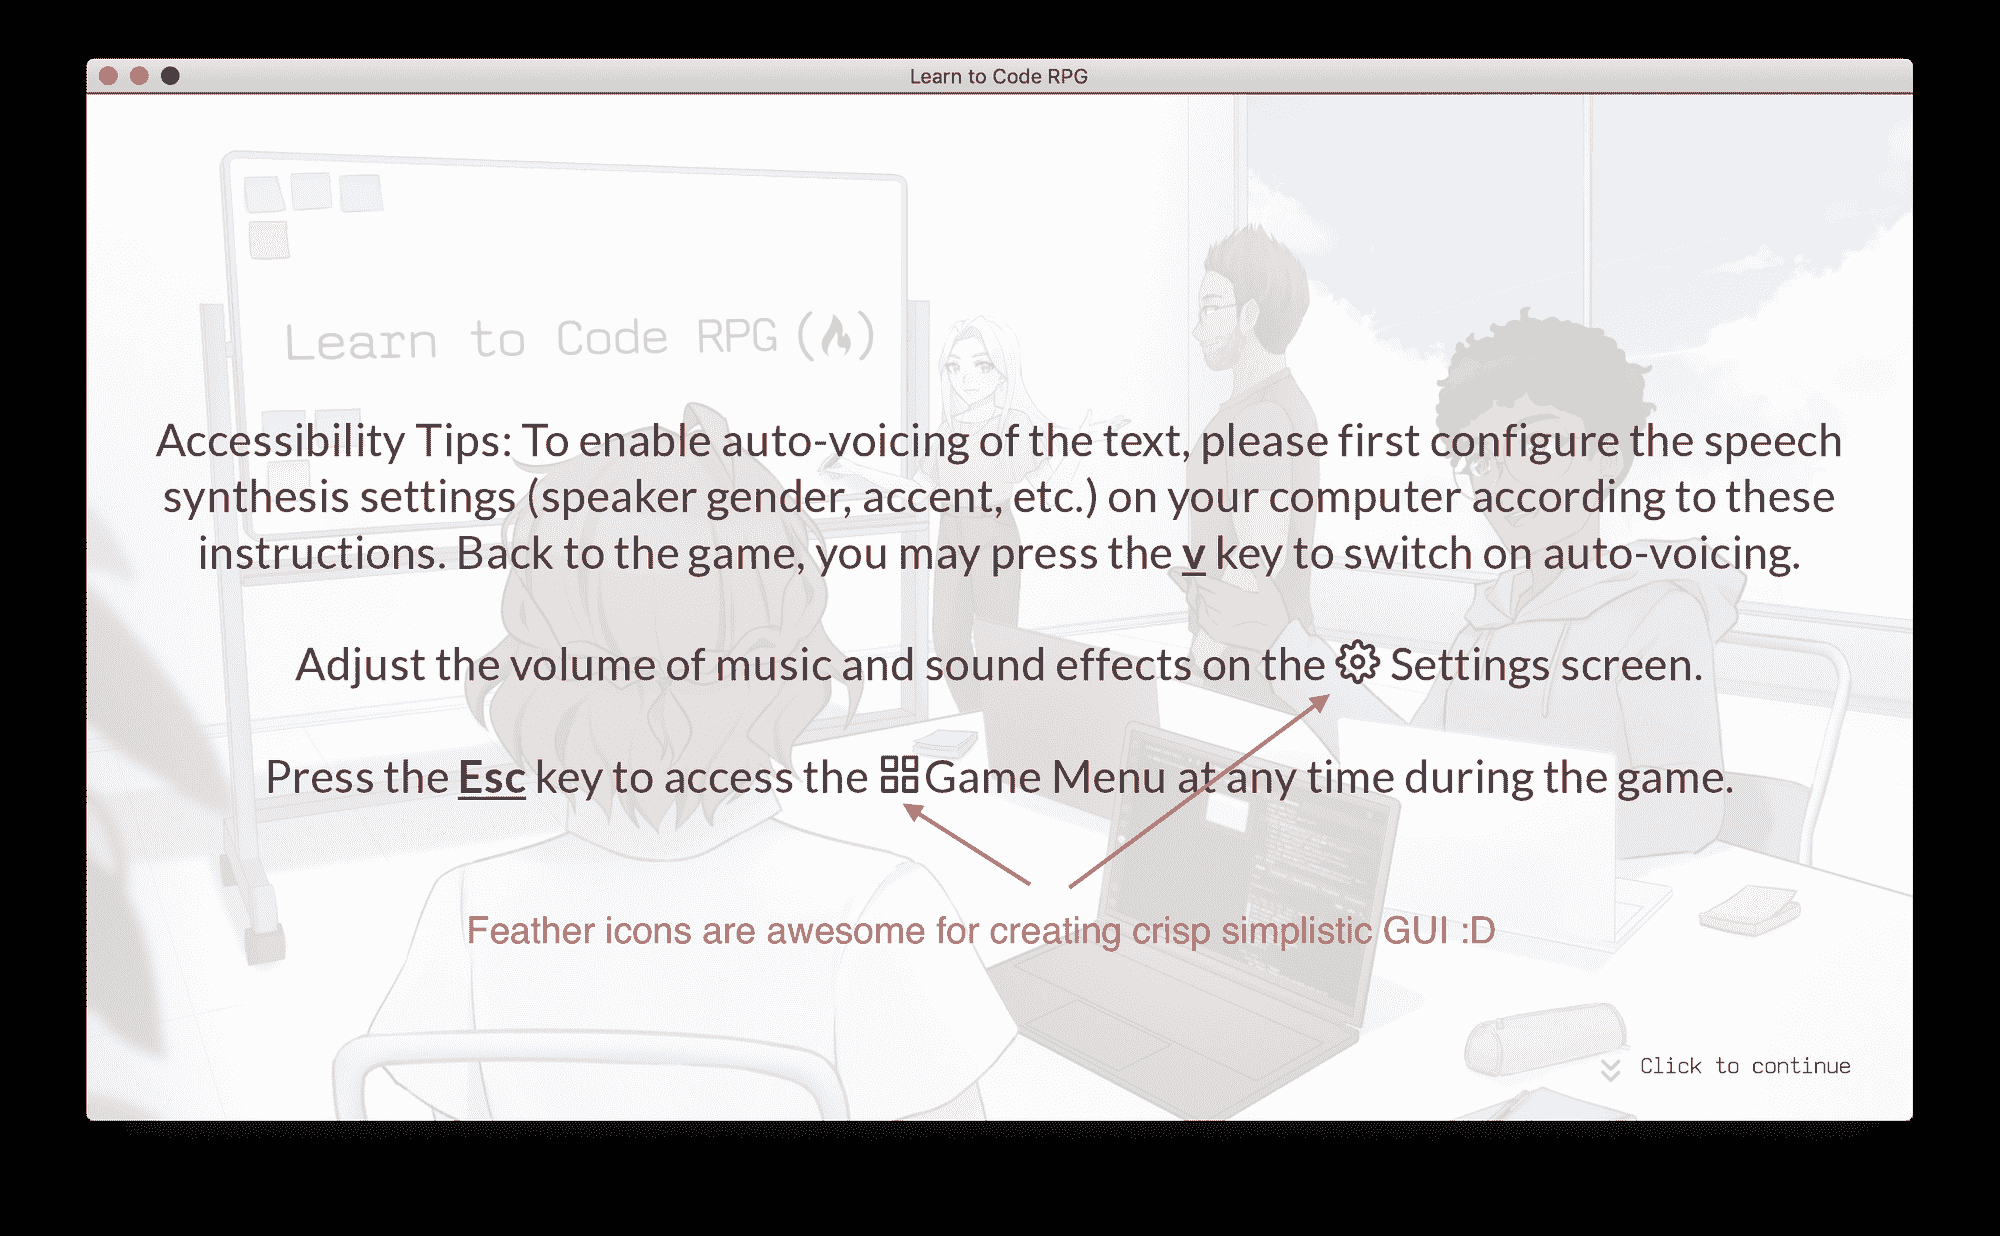 Learn to Code RPG
Learn to Code RPG (🔥)
Accessibility Tips: To enable auto-voicing of the text, please first configure the speech
synthesis settings (speaker gender, accent, etc.) on your computer according to these
instructions. Back to the game, you may press the v key to switch on auto-voicing.
Adjust the volume of music and sound effects on the Settings screen.
Press the Esc key to access the Game Menu at any time during the game.
Feather icons are awesome for creating crisp simplistic GUI :D
Click to continue